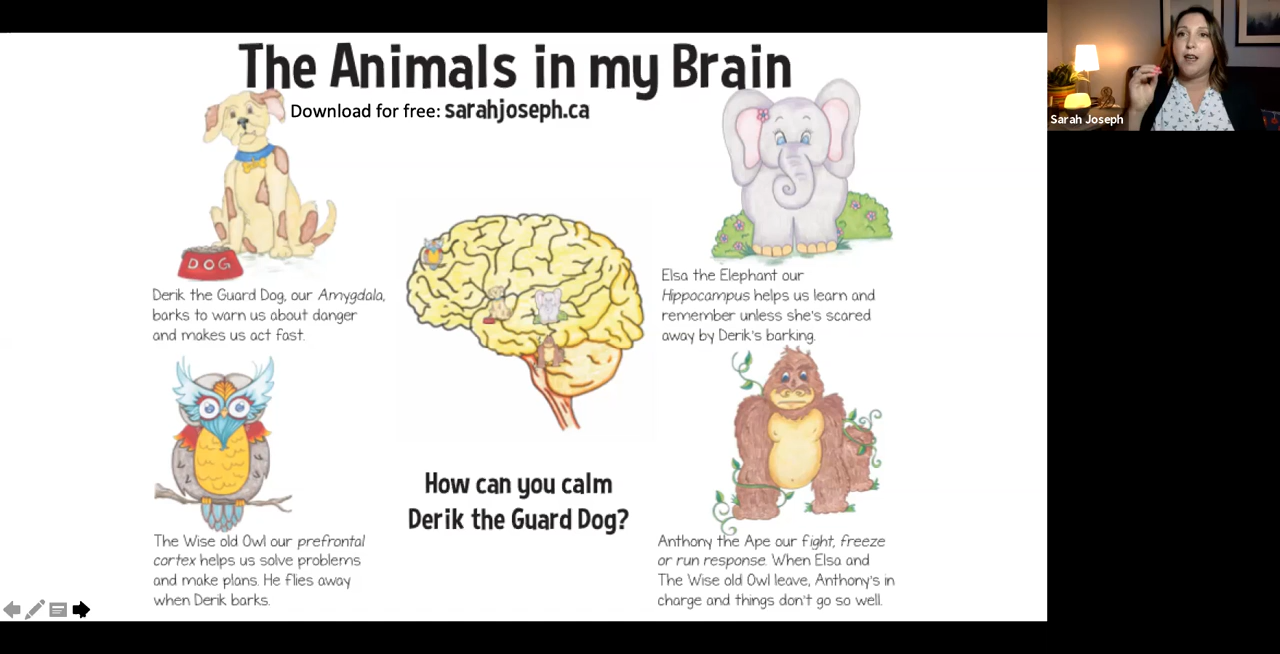 The Animals in my Brain
Download for free: sarahjoseph.ca
Sarah Joseph
DOG
Derik the Guard Dog, our Amygdala,
barks to warn us about danger
and makes us act fast.
Elsa the Elephant our
Hippocampus helps us learn and
remember unless she's scared
away by Derik's barking.
How can you calm
Derik the Guard Dog?
The Wise old Owl our prefrontal
cortex helps us solve problems
and make plans. He flies away
when Derik barks.
Anthony the Ape our fight, freeze
or run response. When Elsa and
The Wise old Owl leave, Anthony's in
charge and things don't go so well.